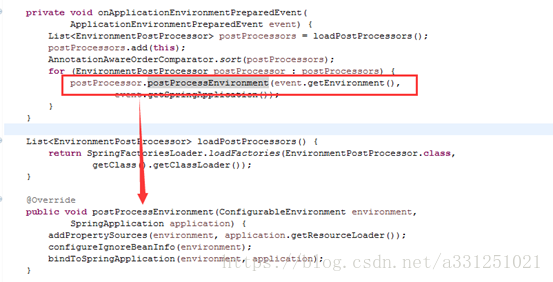 private void onApplicationEnvironmentPreparedEvent(
ApplicationEnvironmentPreparedEvent event) {
List<EnvironmentPostProcessor> postProcessors = loadPostProcessors();
postProcessors.add(this);
AnnotationAwareOrderComparator.sort(postProcessors);
for (EnvironmentPostProcessor postProcessor : postProcessors) {
postProcessor.postProcessEnvironment(event.getEnvironment(),
event.getSpringApplication());
}
}
List<EnvironmentPostProcessor> loadPostProcessors() {
return SpringFactoriesLoader.loadFactories(EnvironmentPostProcessor.class,
getClass().getClassLoader());
}
@Override
public void postProcessEnvironment(ConfigurableEnvironment environment,
SpringApplication application) {
addPropertySources(environment, application.getResourceLoader());
configureIgnoreBeanInfo(environment);
bindToSpringApplication(environment, application);
}
https://blog.csdn.net/a331251021